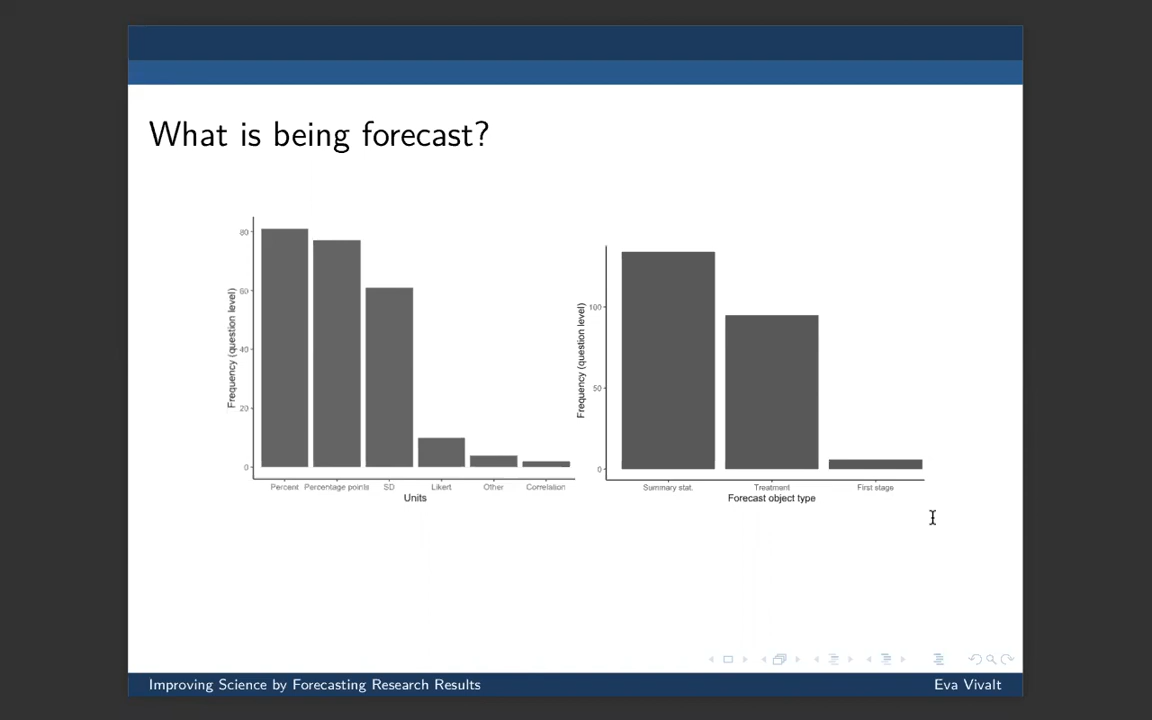 What is being forecast?
Frequency (question level)
80
60
40
20
0
Percent Percentage points SD Likert Other Correlation
Units
Frequency (question level)
100
50
0
Summary stat. Treatment First stage
Forecast object type
Improving Science by Forecasting Research Results Eva Vivalt